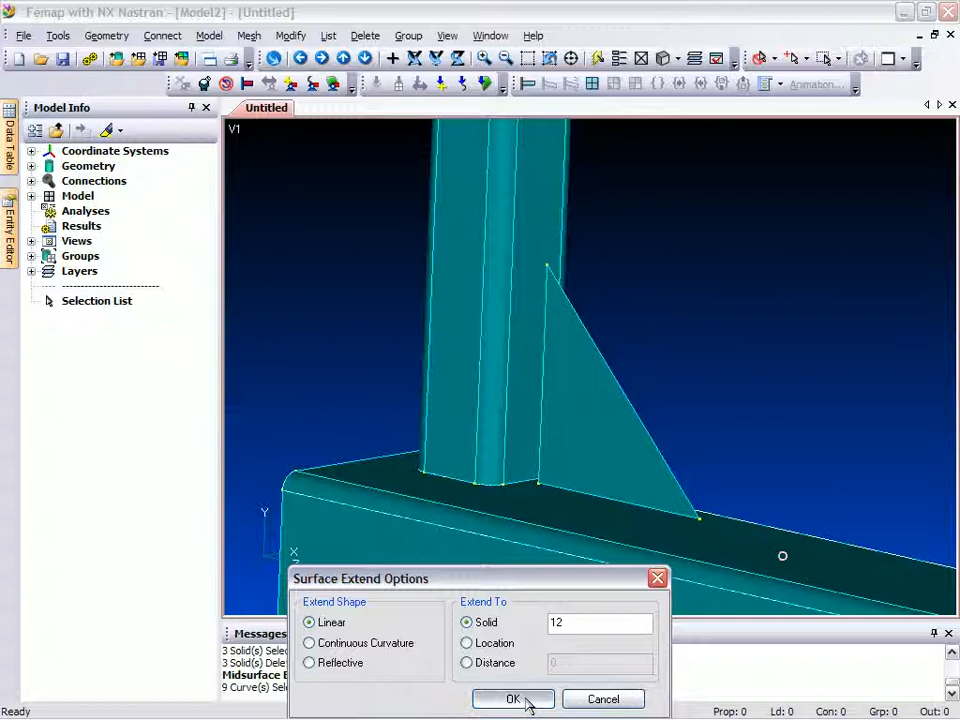 Femap with NX Nastran - [Model2] - [Untitled]
File Tools Geometry Connect Model Mesh Modify List Delete Group View Window Help
Animation...
Model Info
Untitled
Data Table
Entity Editor
V1
Coordinate Systems
Geometry
Connections
Model
Analyses
Results
Views
Groups
Layers
Selection List
Y
X
Z
Surface Extend Options
Extend Shape
Linear
Continuous Curvature
Reflective
Extend To
Solid
12
Location
Distance
0
OK
Cancel
Messages
3 Solid(s) Selec
3 Solid(s) Dele
Midsurface E
9 Curve(s) Sele
Ready
Prop: 0
Ld: 0
Con: 0
Grp: 0
Out: 0